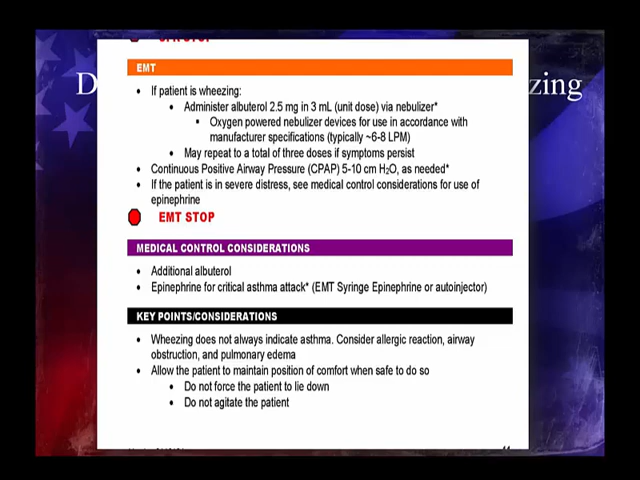 EMT
• If patient is wheezing:
• Administer albuterol 2.5 mg in 3 mL (unit dose) via nebulizer*
▪ Oxygen powered nebulizer devices for use in accordance with
manufacturer specifications (typically ~6-8 LPM)
• May repeat to a total of three doses if symptoms persist
• Continuous Positive Airway Pressure (CPAP) 5-10 cm H2O, as needed*
• If the patient is in severe distress, see medical control considerations for use of
epinephrine
EMT STOP
MEDICAL CONTROL CONSIDERATIONS
• Additional albuterol
• Epinephrine for critical asthma attack* (EMT Syringe Epinephrine or autoinjector)
KEY POINTS/CONSIDERATIONS
• Wheezing does not always indicate asthma. Consider allergic reaction, airway
obstruction, and pulmonary edema
• Allow the patient to maintain position of comfort when safe to do so
• Do not force the patient to lie down
• Do not agitate the patient